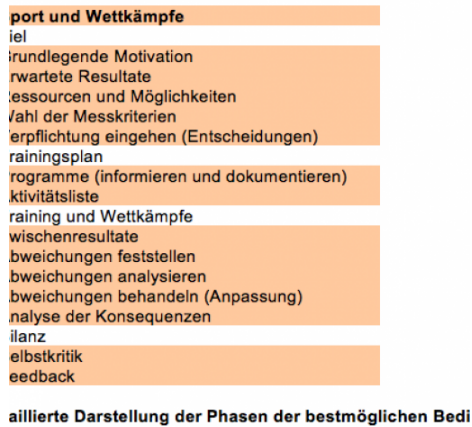 port und Wettkämpfe
iel
rundlegende Motivation
rwartete Resultate
essourcen und Möglichkeiten
ahl der Messkriterien
erpflichtung eingehen (Entscheidungen)
rainingsplan
rogramme (informieren und dokumentieren)
ktivitätsliste
raining und Wettkämpfe
wischenresultate
bweichungen feststellen
bweichungen analysieren
bweichungen behandeln (Anpassung)
nalyse der Konsequenzen
ilanz
elbstkritik
eedback
aillierte Darstellung der Phasen der bestmöglichen Bedi